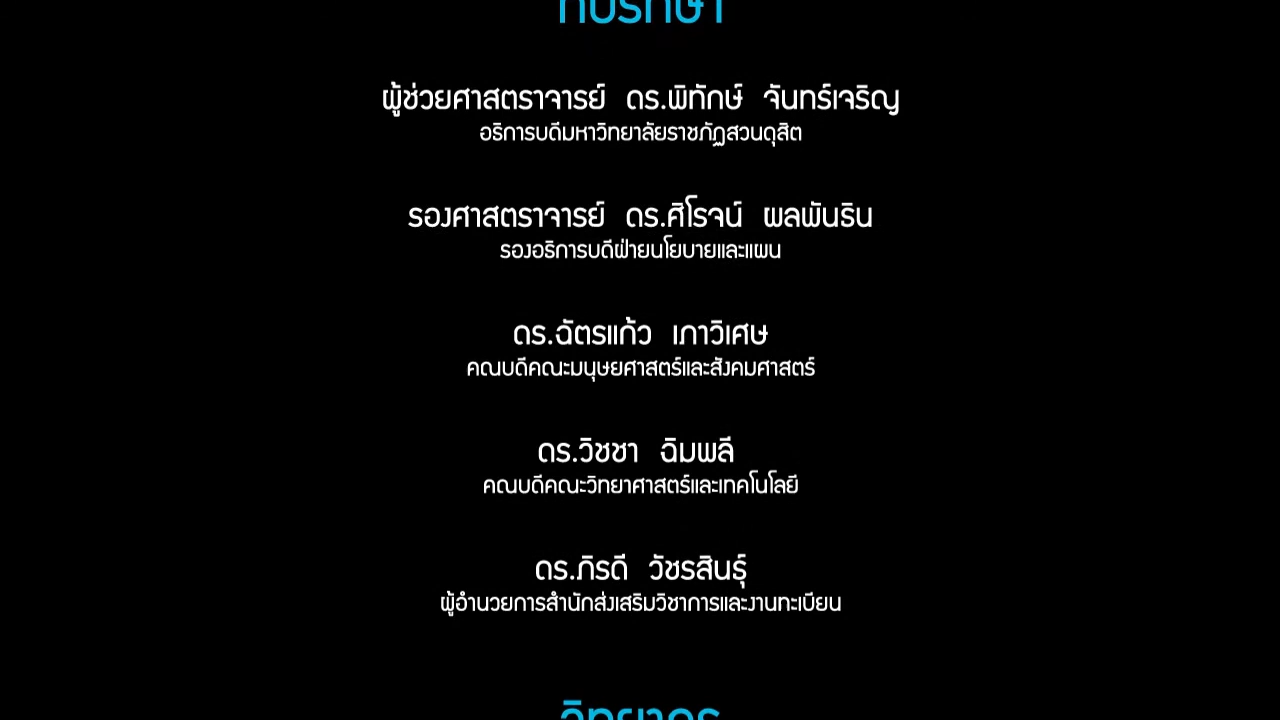 ที่ปรึกษา
ผู้ช่วยศาสตราจารย์ ดร.พิทักษ์ จันทร์เจริญ
อธิการบดีมหาวิทยาลัยราชภัฏสวนดุสิต
รองศาสตราจารย์ ดร.ศิโรจน์ ผลพันธิน
รองอธิการบดีฝ่ายนโยบายและแผน
ดร.ฉัตรแก้ว เภาวิเศษ
คณบดีคณะมนุษยศาสตร์และสังคมศาสตร์
ดร.วิชชา ฉิมพลี
คณบดีคณะวิทยาศาสตร์และเทคโนโลยี
ดร.ภิรดี วัชรสินธุ์
ผู้อำนวยการสำนักส่งเสริมวิชาการและงานทะเบียน
วิทยากร